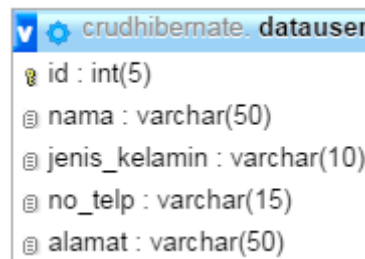 v crudhibernate. datauser
id : int(5)
nama : varchar(50)
jenis_kelamin : varchar(10)
no_telp : varchar(15)
alamat : varchar(50)